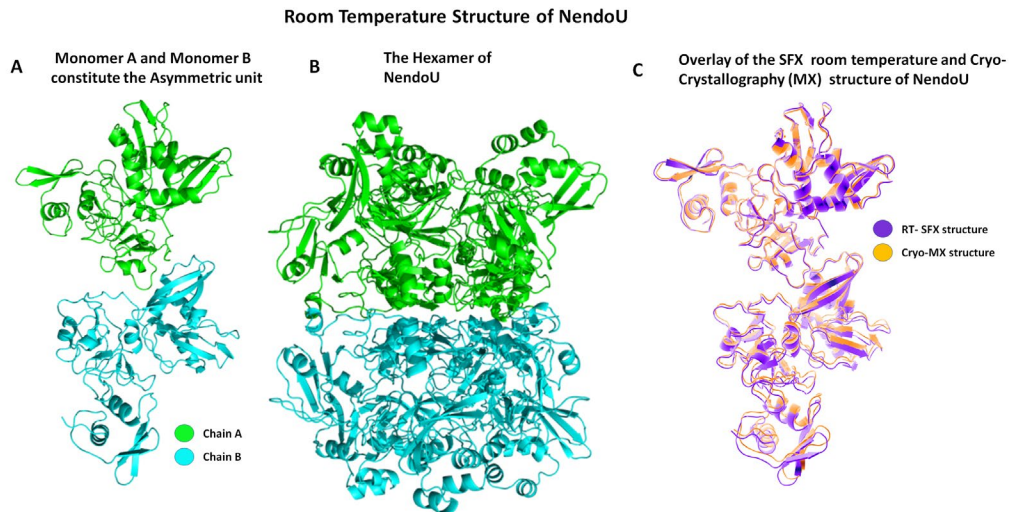 Room Temperature Structure of NendoU
A
Monomer A and Monomer B
constitute the Asymmetric unit
B
The Hexamer of
NendoU
C
Overlay of the SFX room temperature and Cryo-
Crystallography (MX) structure of NendoU
Chain A
Chain B
RT- SFX structure
Cryo-MX structure